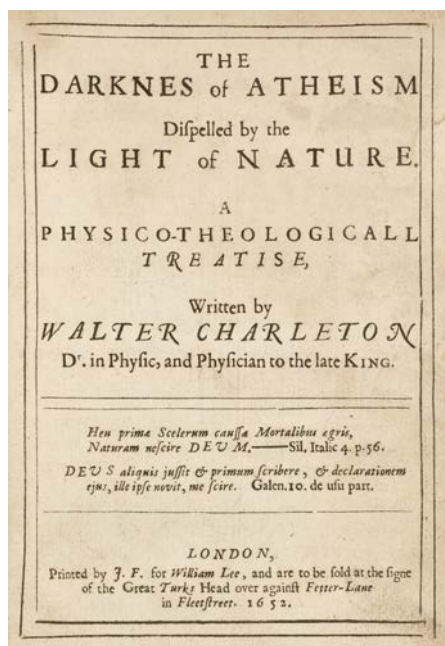 THE
DARKNES of ATHEISM
Diſpelled by the
LIGHT of NATURE.
A
PHYSICO-THEOLOGICALL
TREATISE,
Written by
WALTER CHARLETON
Dr. in Phyſic, and Phyſician to the late KING.
Heu primæ Scelerum cauſſæ Mortalibus ægris,
Naturam neſcire DEUM.——Sil. Italic 4. p. 56.
DEUS aliquis juſſit & primum ſcribere, & declarationem
ejus, ille ipſe novit, me ſcire. Galen. 10. de uſu part.
LONDON,
Printed by J. F. for William Lee, and are to be ſold at the ſigne
of the Great Turks Head over againſt Fetter-Lane
in Fleetſtreet. 1652.